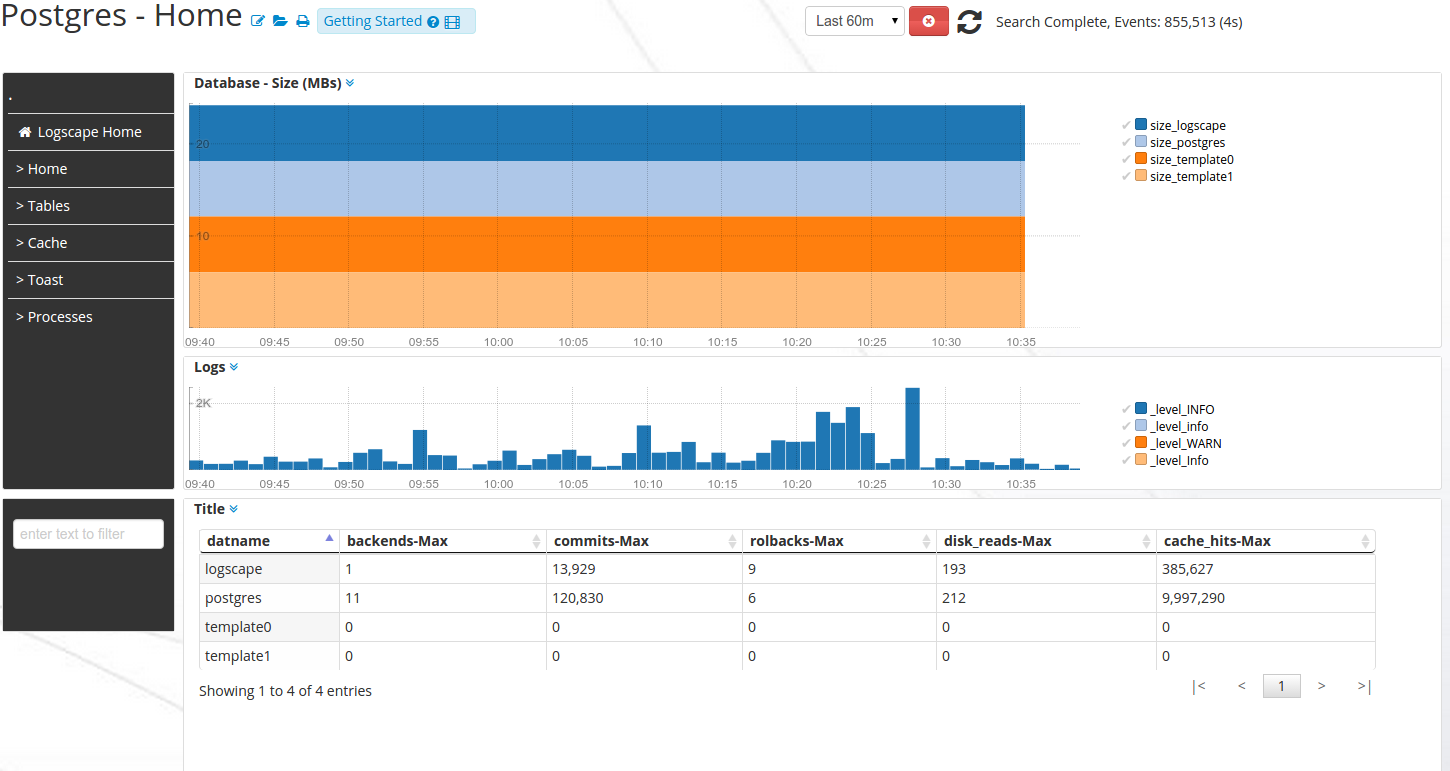 Postgres - Home Getting Started Last 60m Search Complete, Events: 855,513 (4s)
.
Logscape Home
> Home
> Tables
> Cache
> Toast
> Processes
enter text to filter
Database - Size (MBs)
20
10
09:40 09:45 09:50 09:55 10:00 10:05 10:10 10:15 10:20 10:25 10:30 10:35
size_logscape
size_postgres
size_template0
size_template1
Logs
2K
09:40 09:45 09:50 09:55 10:00 10:05 10:10 10:15 10:20 10:25 10:30 10:35
_level_INFO
_level_info
_level_WARN
_level_Info
Title
datname backends-Max commits-Max rolbacks-Max disk_reads-Max cache_hits-Max
logscape 1 13,929 9 193 385,627
postgres 11 120,830 6 212 9,997,290
template0 0 0 0 0 0
template1 0 0 0 0 0
Showing 1 to 4 of 4 entries |< < 1 > >|